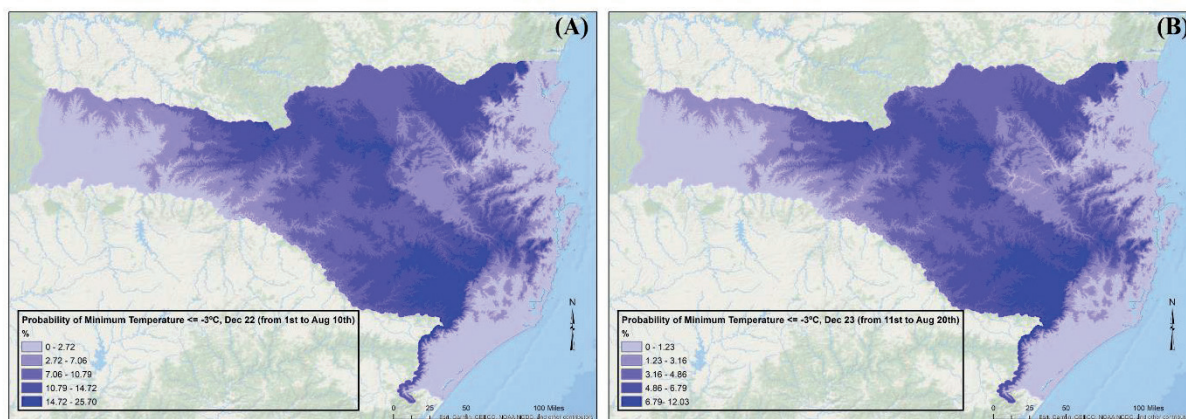 (A)
Probability of Minimum Temperature <= -3ºC, Dec 22 (from 1st to Aug 10th)
%
0 - 2.72
2.72 - 7.06
7.06 - 10.79
10.79 - 14.72
14.72 - 25.70
N
0 25 50 100 Miles
(B)
Probability of Minimum Temperature <= -3ºC, Dec 23 (from 11st to Aug 20th)
%
0 - 1.23
1.23 - 3.16
3.16 - 4.86
4.86 - 6.79
6.79- 12.03
N
0 25 50 100 Miles